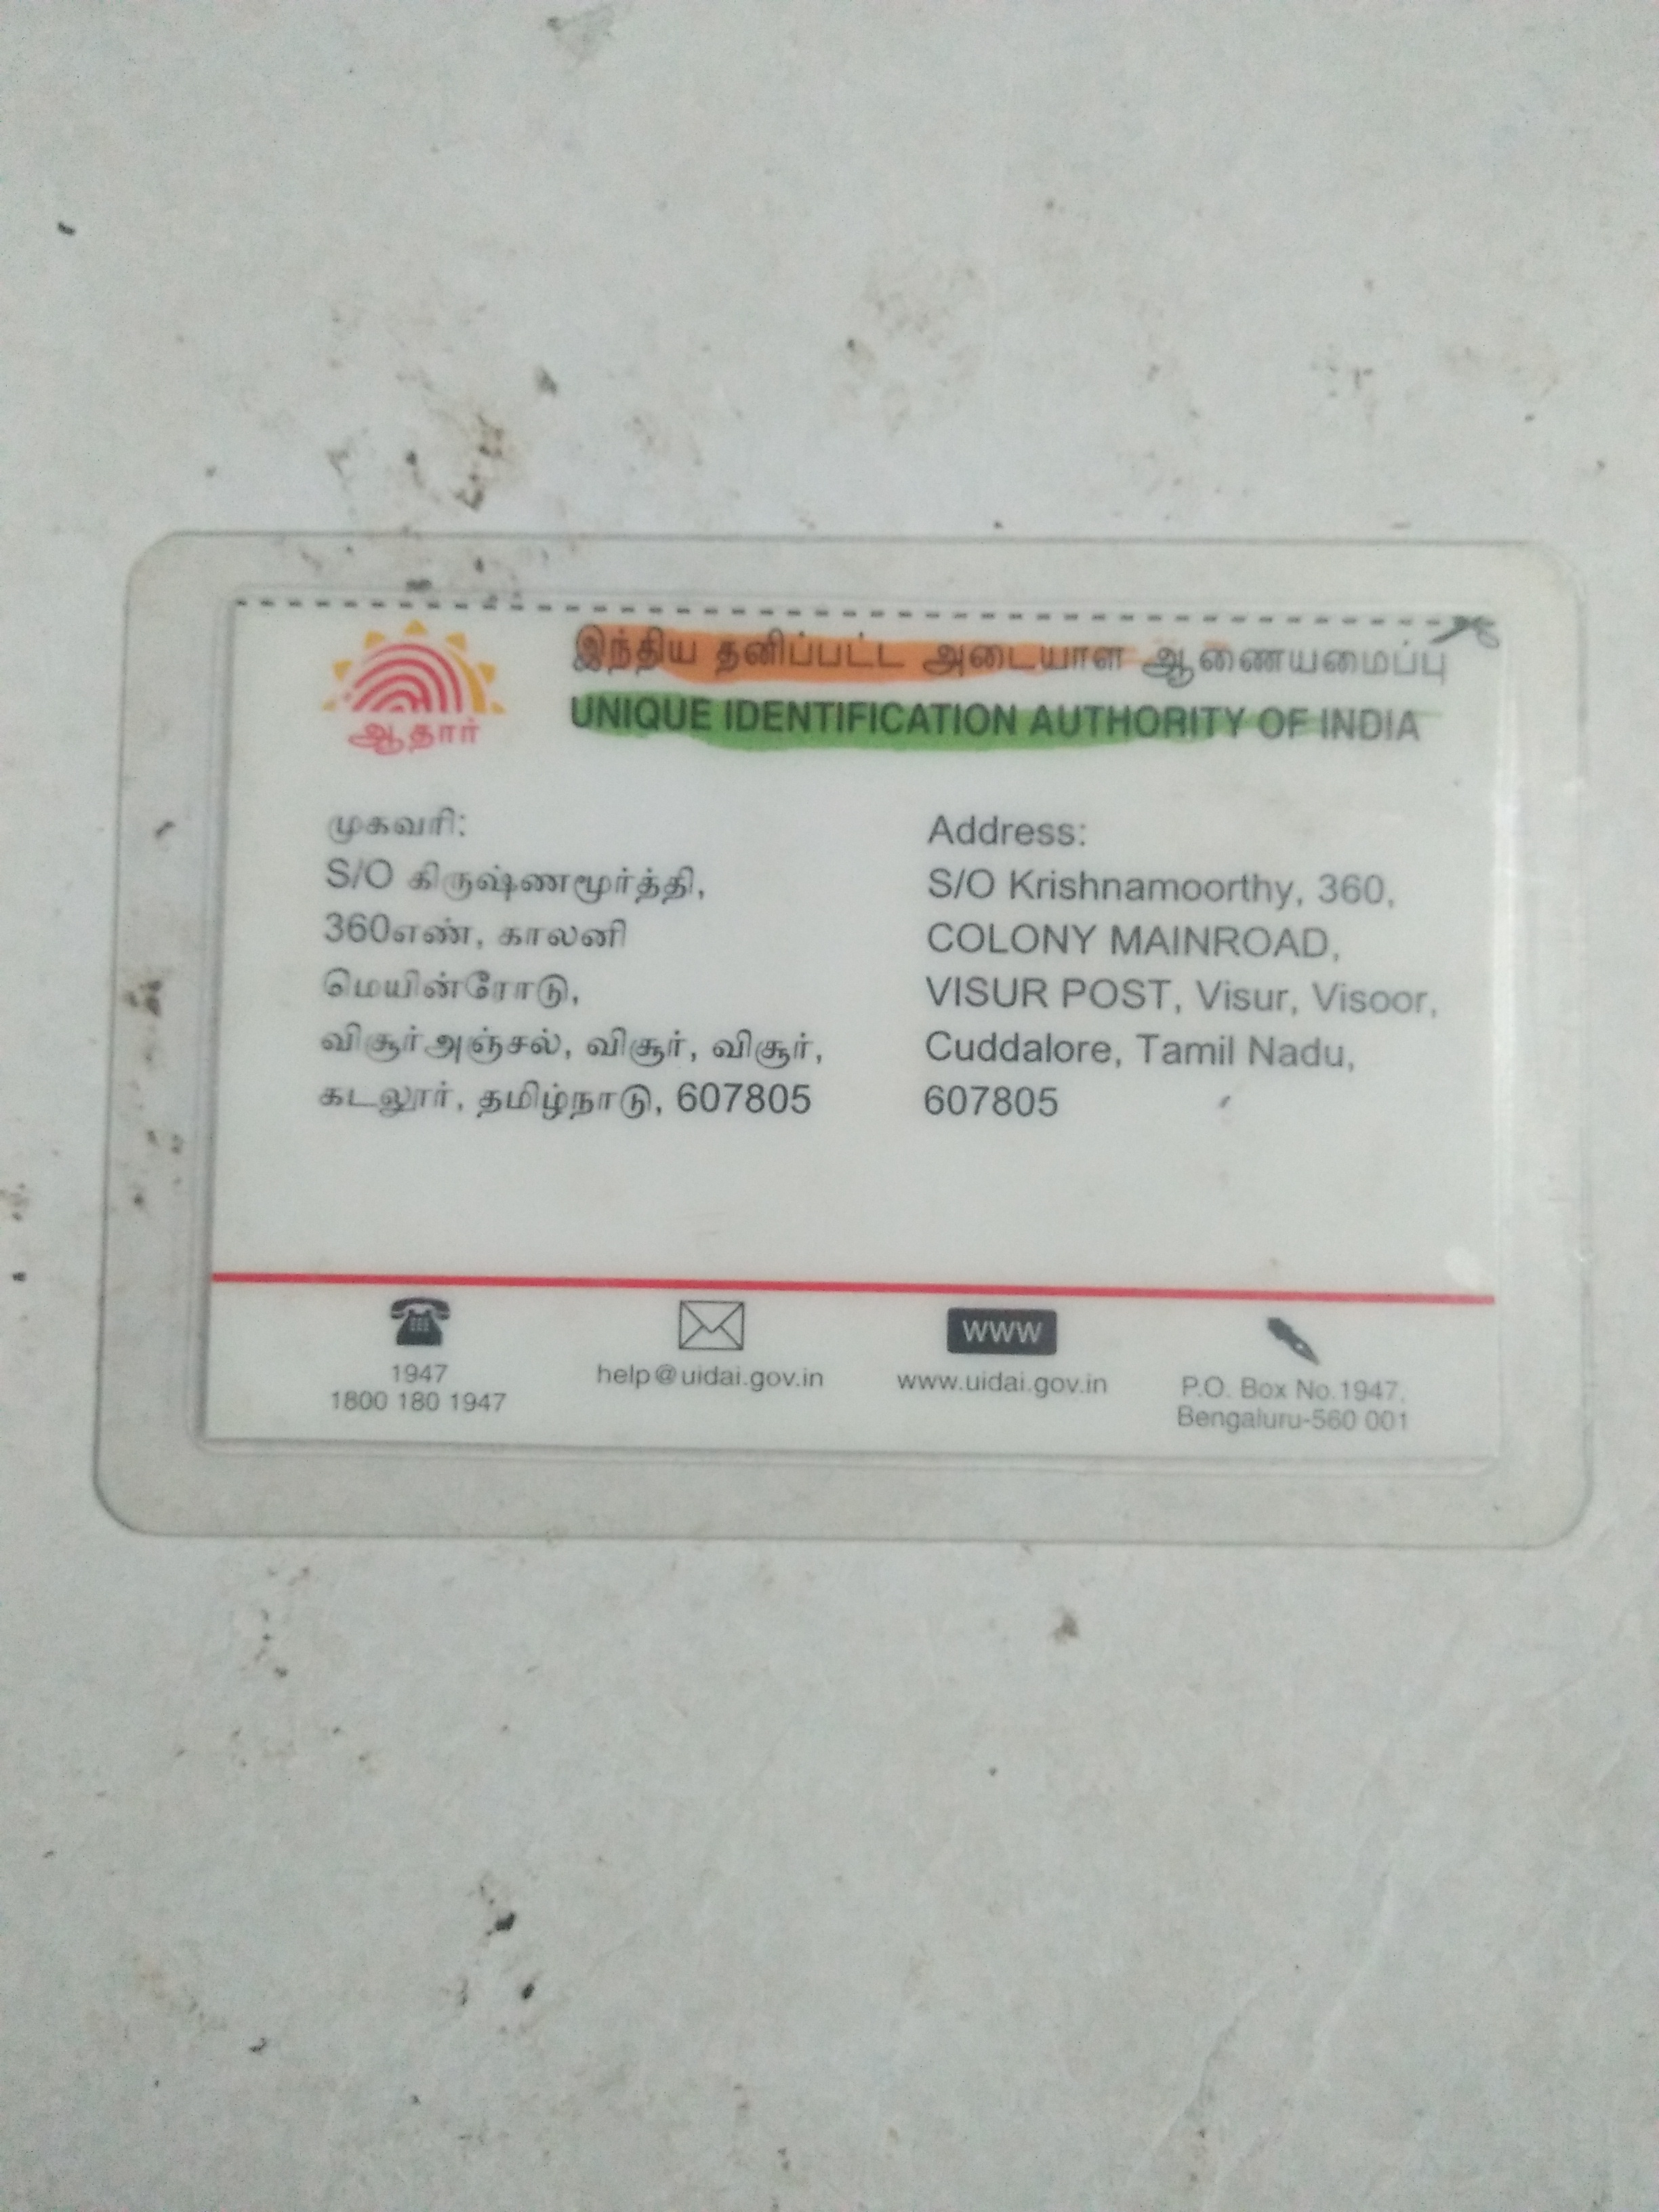 இந்திய தனிப்பட்ட அடையாள ஆணையமைப்பு
UNIQUE IDENTIFICATION AUTHORITY OF INDIA
ஆதார்
முகவரி:
S/O கிருஷ்ணமூர்த்தி,
360எண், காலனி
மெயின்ரோடு,
விசூர்அஞ்சல், விசூர், விசூர்,
கடலூர், தமிழ்நாடு, 607805
Address:
S/O Krishnamoorthy, 360,
COLONY MAINROAD,
VISUR POST, Visur, Visoor,
Cuddalore, Tamil Nadu,
607805
1947
1800 180 1947
help@uidai.gov.in
WWW
www.uidai.gov.in
P.O. Box No.1947,
Bengaluru-560 001